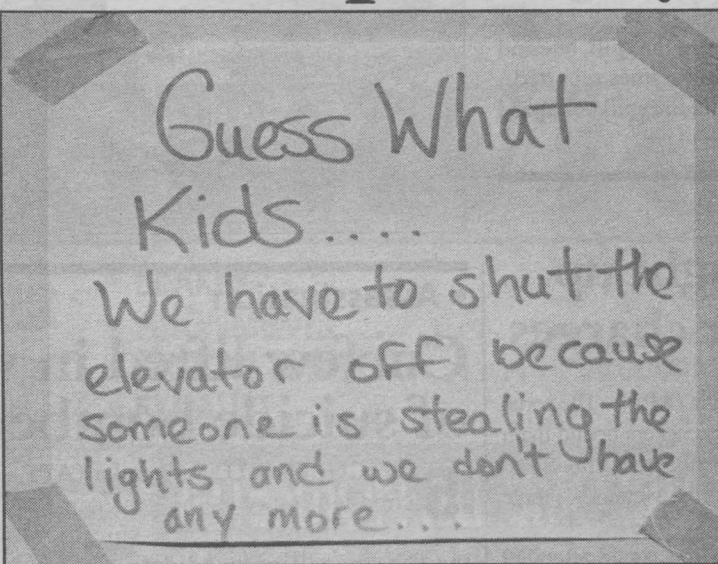 Guess What
Kids....
We have to shut the
elevator off because
someone is stealing the
lights and we don't have
any more...